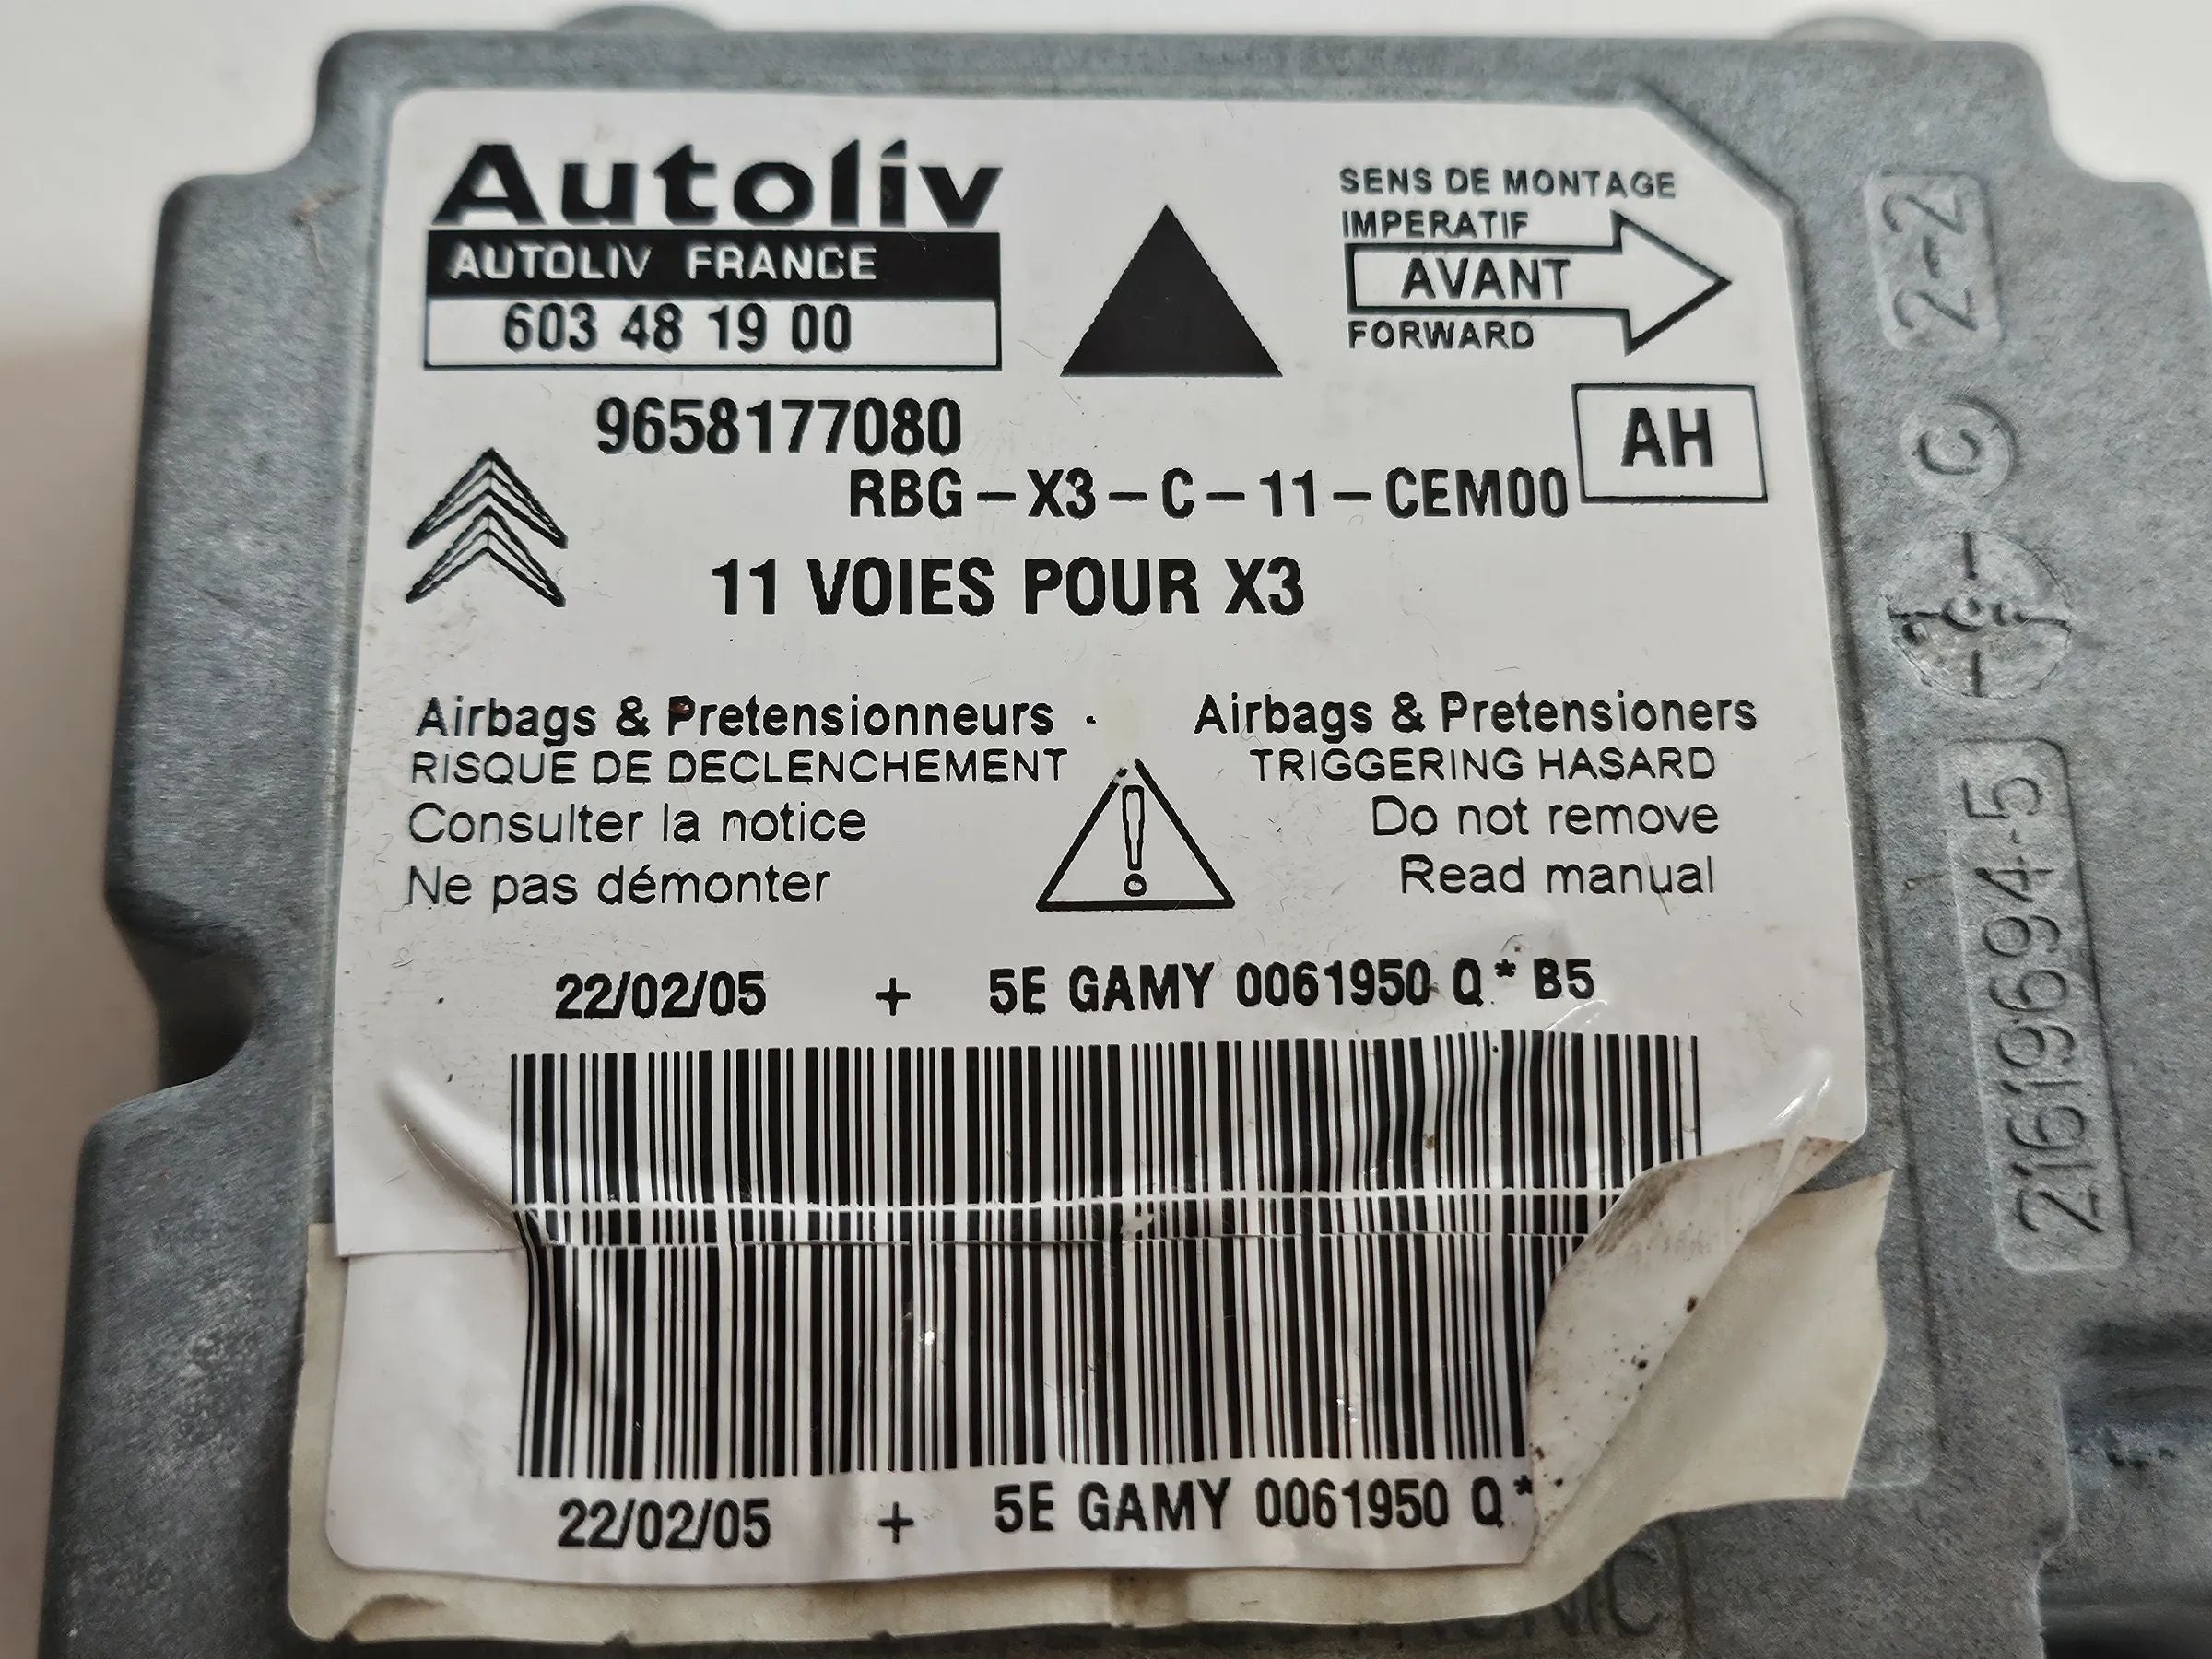 Autoliv
AUTOLIV FRANCE
603 48 19 00
SENS DE MONTAGE
IMPERATIF
AVANT
FORWARD
9658177080
AH
RBG-X3-C-11-CEM00
11 VOIES POUR X3
Airbags & Pretensionneurs - Airbags & Pretensioners
RISQUE DE DECLENCHEMENT
TRIGGERING HASARD
Consulter la notice
Do not remove
Ne pas démonter
Read manual
22/02/05 + 5E GAMY 0061950 Q * B5
22/02/05 + 5E GAMY 0061950 Q *
2-2
C
21619694-5